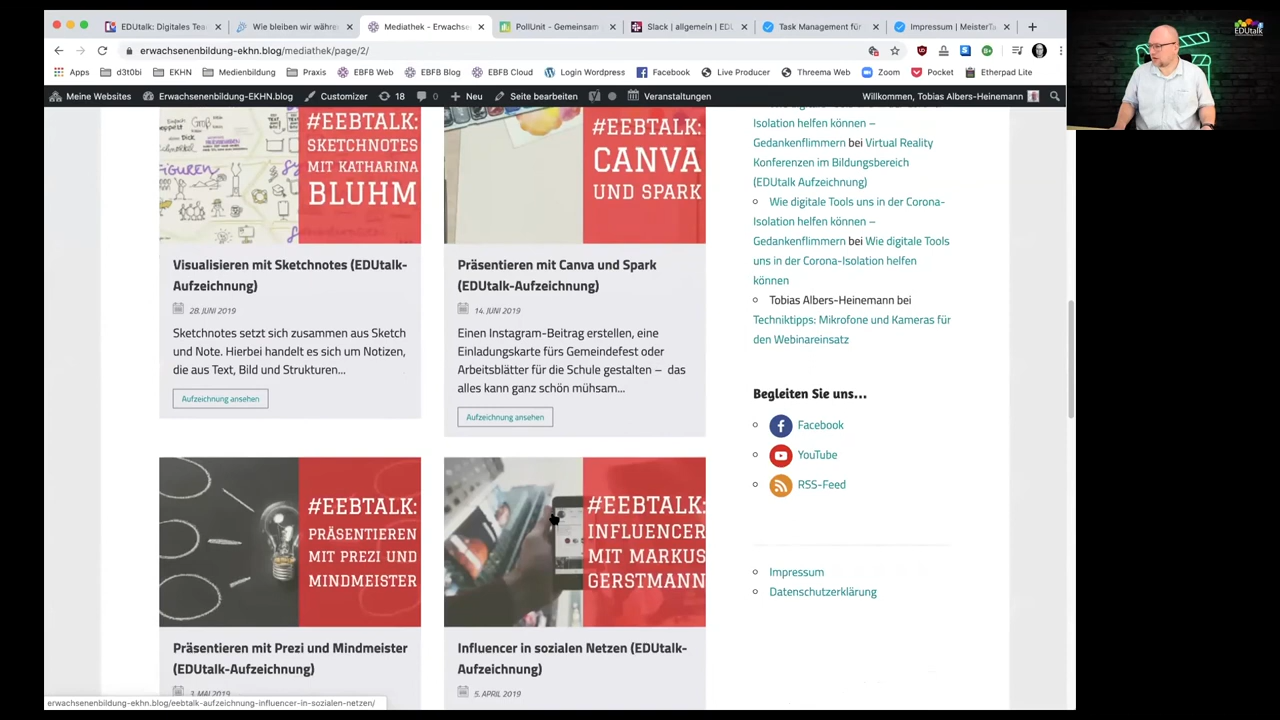 EDUtalk: Digitales Tea
Wie bleiben wir währe
Mediathek - Erwachse
PollUnit - Gemeinsam
Slack | allgemein | EDU
Task Management für
Impressum | MeisterTa
erwachsenenbildung-ekhn.blog/mediathek/page/2/
Apps
d3t0bi
EKHN
Medienbildung
Praxis
EBFB Web
EBFB Blog
EBFB Cloud
Login Wordpress
Facebook
Live Producer
Threema Web
Zoom
Pocket
Etherpad Lite
Meine Websites
Erwachsenenbildung-EKHN.blog
Customizer
18
0
Neu
Seite bearbeiten
Veranstaltungen
Willkommen, Tobias Albers-Heinemann
#EEBTALK:
SKETCHNOTES
MIT KATHARINA
BLUHM
Visualisieren mit Sketchnotes (EDUtalk-
Aufzeichnung)
28. JUNI 2019
Sketchnotes setzt sich zusammen aus Sketch
und Note. Hierbei handelt es sich um Notizen,
die aus Text, Bild und Strukturen...
Aufzeichnung ansehen
#EEBTALK:
CANVA
UND SPARK
Präsentieren mit Canva und Spark
(EDUtalk-Aufzeichnung)
14. JUNI 2019
Einen Instagram-Beitrag erstellen, eine
Einladungskarte fürs Gemeindefest oder
Arbeitsblätter für die Schule gestalten – das
alles kann ganz schön mühsam...
Aufzeichnung ansehen
#EEBTALK:
PRÄSENTIEREN
MIT PREZI UND
MINDMEISTER
Präsentieren mit Prezi und Mindmeister
(EDUtalk-Aufzeichnung)
3. MAI 2019
#EEBTALK:
INFLUENCER
MIT MARKUS
GERSTMANN
Influencer in sozialen Netzen (EDUtalk-
Aufzeichnung)
5. APRIL 2019
Isolation helfen können –
Gedankenflimmern bei Virtual Reality
Konferenzen im Bildungsbereich
(EDUtalk Aufzeichnung)
Wie digitale Tools uns in der Corona-
Isolation helfen können –
Gedankenflimmern bei Wie digitale Tools
uns in der Corona-Isolation helfen
können
Tobias Albers-Heinemann bei
Techniktipps: Mikrofone und Kameras für
den Webinareinsatz
Begleiten Sie uns...
Facebook
YouTube
RSS-Feed
Impressum
Datenschutzerklärung
erwachsenenbildung-ekhn.blog/eebtalk-aufzeichnung-influencer-in-sozialen-netzen/
EDUtalk